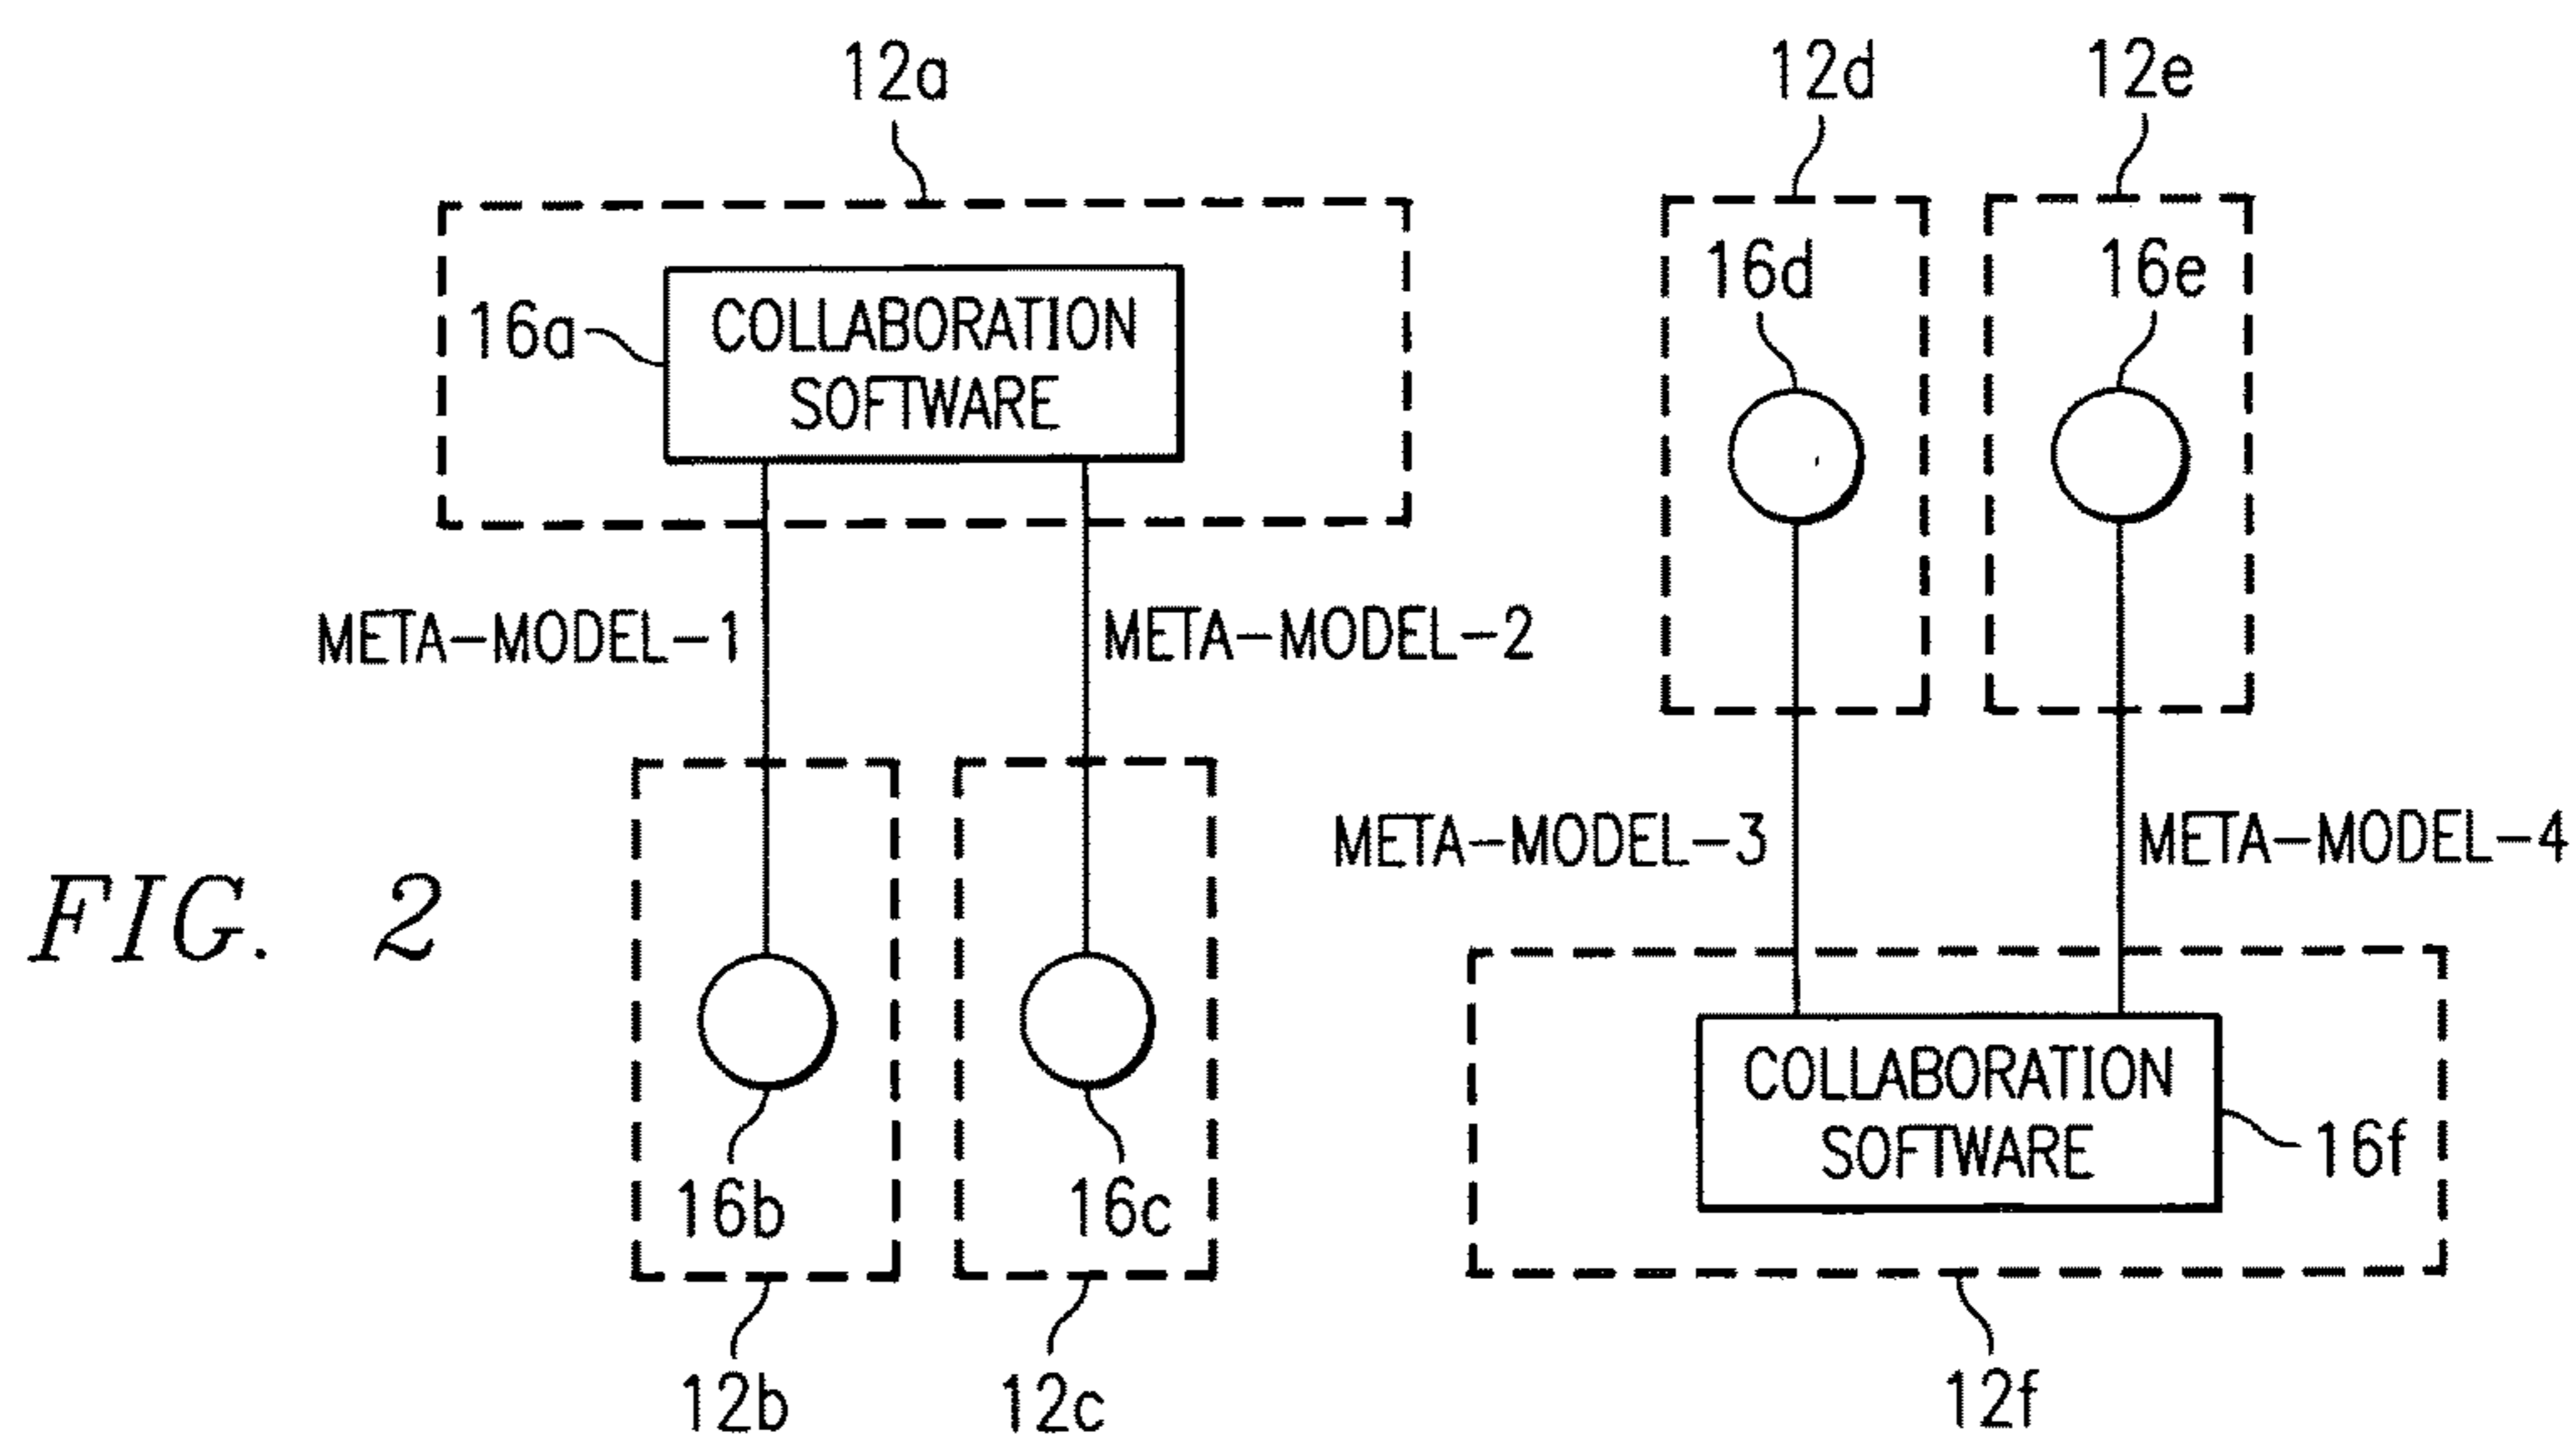 12a
12d
12e
16a
COLLABORATION
SOFTWARE
16d
16e
META-MODEL-1
META-MODEL-2
META-MODEL-3
META-MODEL-4
FIG. 2
16b
16c
COLLABORATION
SOFTWARE
16f
12b
12c
12f